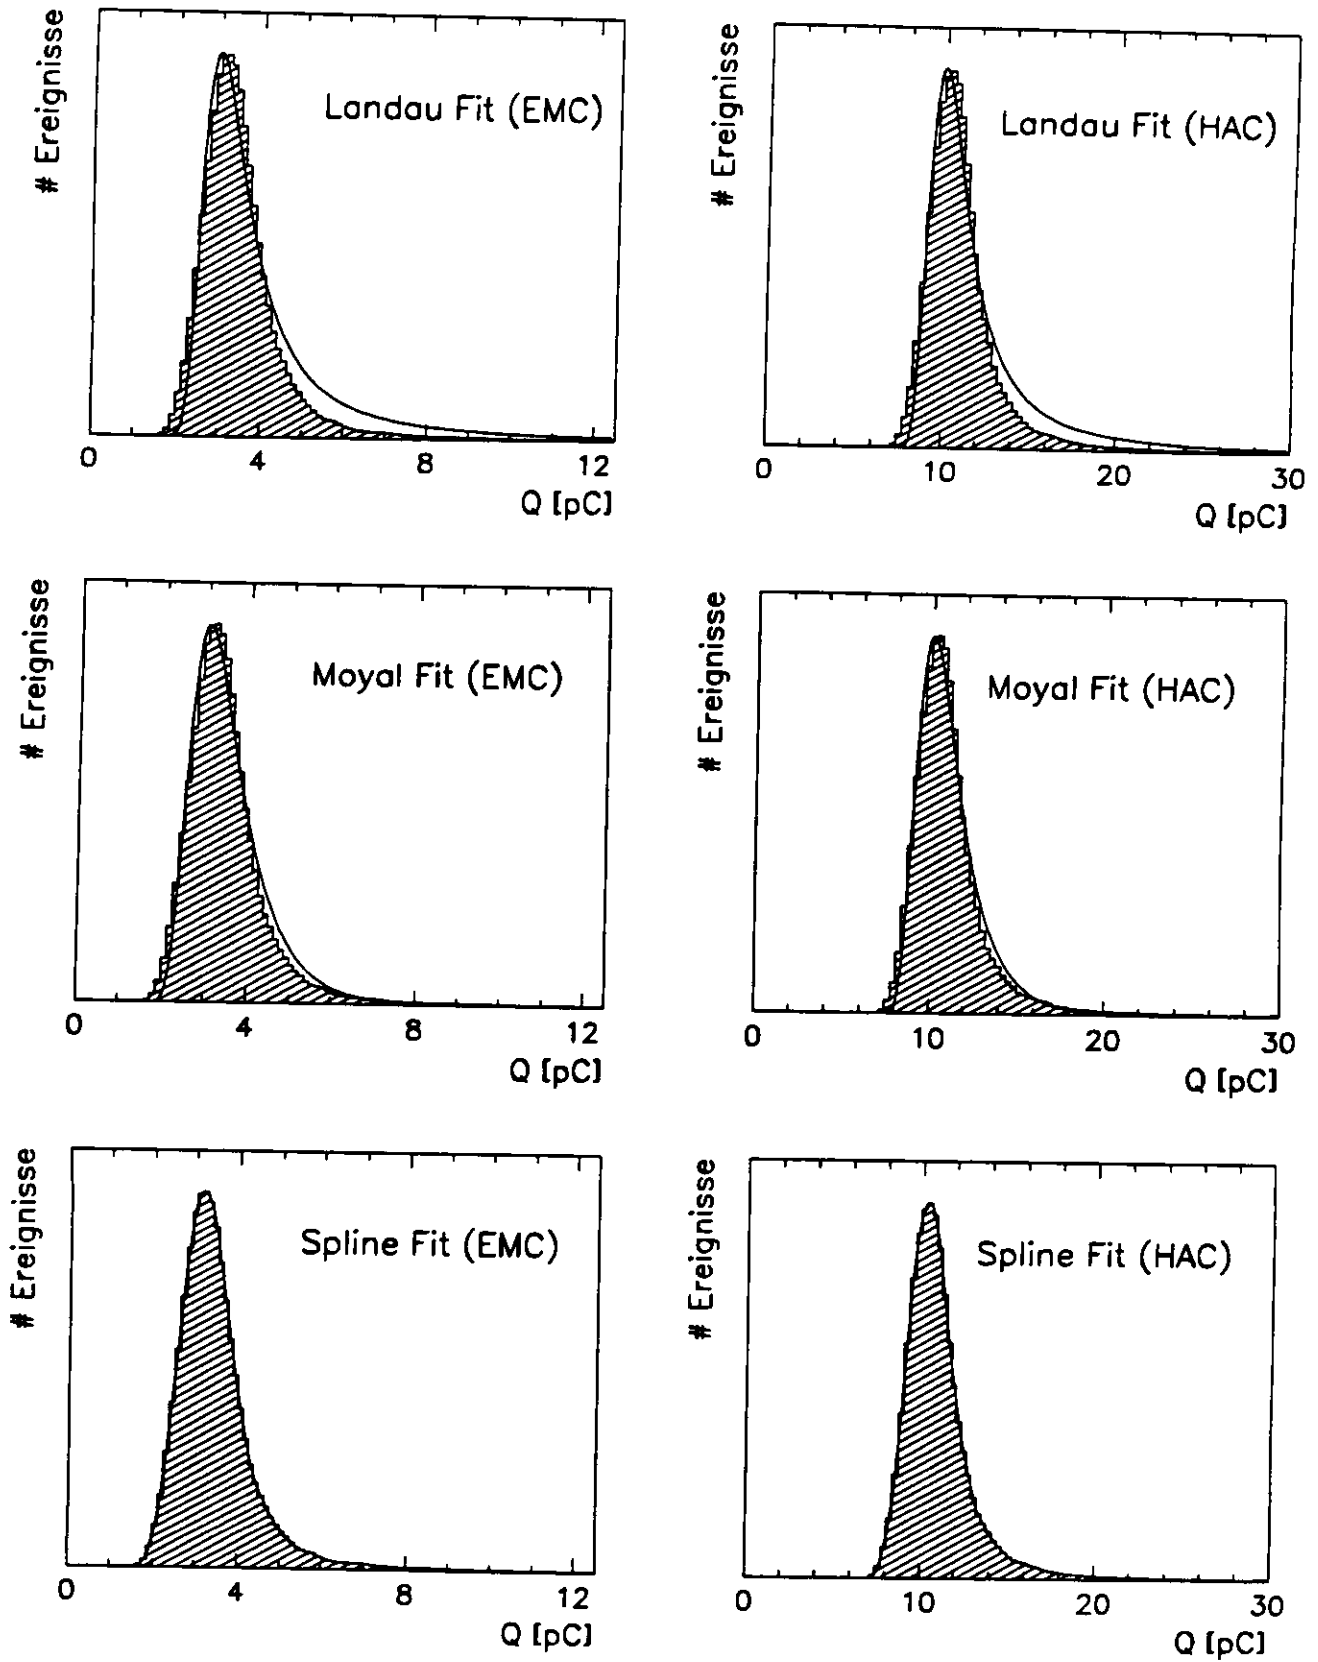 # Ereignisse
Landau Fit (EMC)
0 4 8 12
Q [pC]
# Ereignisse
Landau Fit (HAC)
0 10 20 30
Q [pC]
# Ereignisse
Moyal Fit (EMC)
0 4 8 12
Q [pC]
# Ereignisse
Moyal Fit (HAC)
0 10 20 30
Q [pC]
# Ereignisse
Spline Fit (EMC)
0 4 8 12
Q [pC]
# Ereignisse
Spline Fit (HAC)
0 10 20 30
Q [pC]